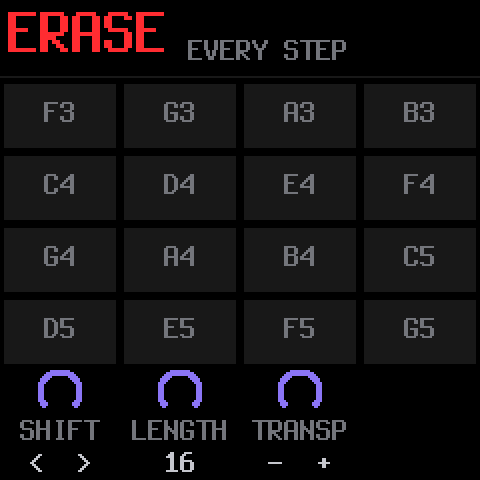 ERASE EVERY STEP
F3 G3 A3 B3
C4 D4 E4 F4
G4 A4 B4 C5
D5 E5 F5 G5
SHIFT LENGTH TRANSP
< > 16 - +